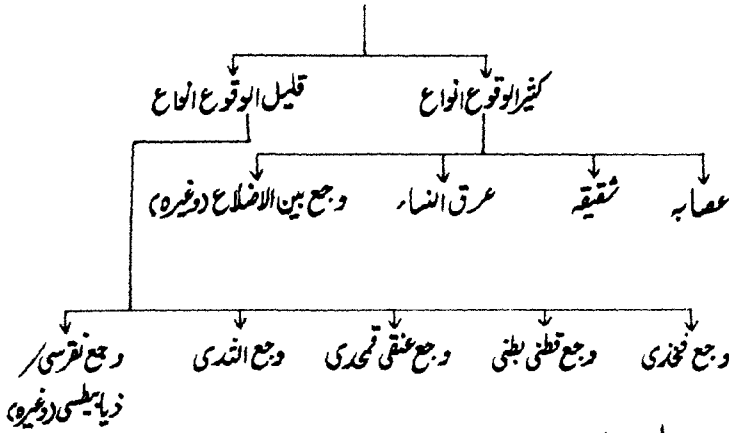 کثیرالوقوع انواع قلیل الوقوع انواع
عصابہ شقیقہ عرق النساء وجع بین الاضلاع (وغیرہ)
وجع فخذی وجع قطنی بطنی وجع عنقی قمحدی وجع الثدی وجع نقرسی/
ذیابیطسی (وغیرہ)